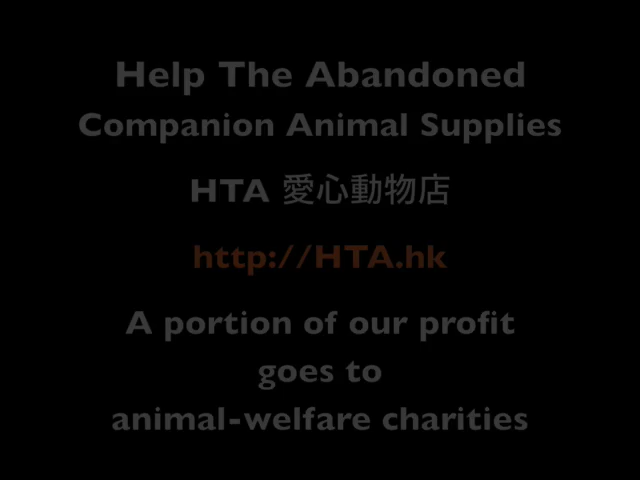 Help The Abandoned
Companion Animal Supplies
HTA 愛心動物店
http://HTA.hk
A portion of our profit
goes to
animal-welfare charities